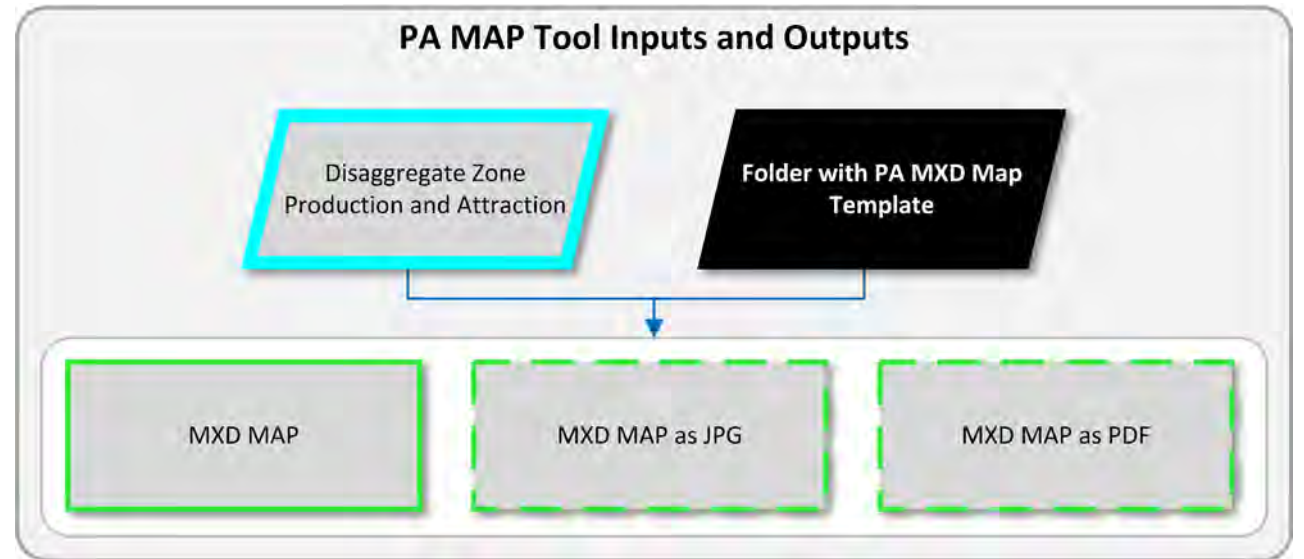 PA MAP Tool Inputs and Outputs
Disaggregate Zone
Production and Attraction
Folder with PA MXD Map
Template
MXD MAP
MXD MAP as JPG
MXD MAP as PDF